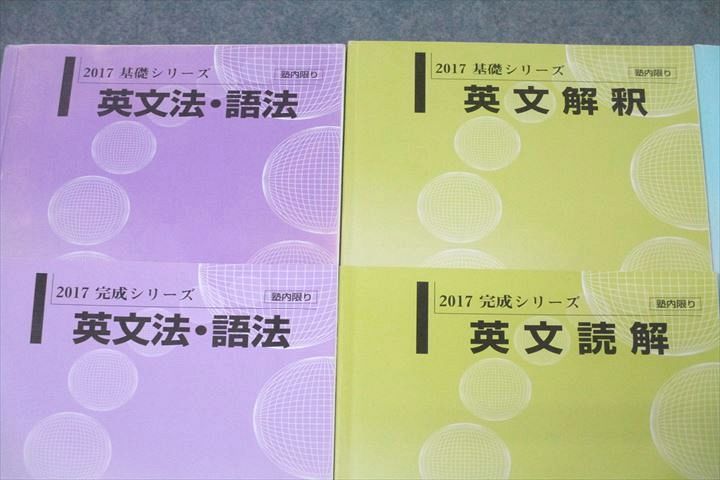 2017 基礎シリーズ 塾内限り
英文法・語法
2017 基礎シリーズ 塾内限り
英文解釈
2017 完成シリーズ 塾内限り
英文法・語法
2017 完成シリーズ 塾内限り
英文読解